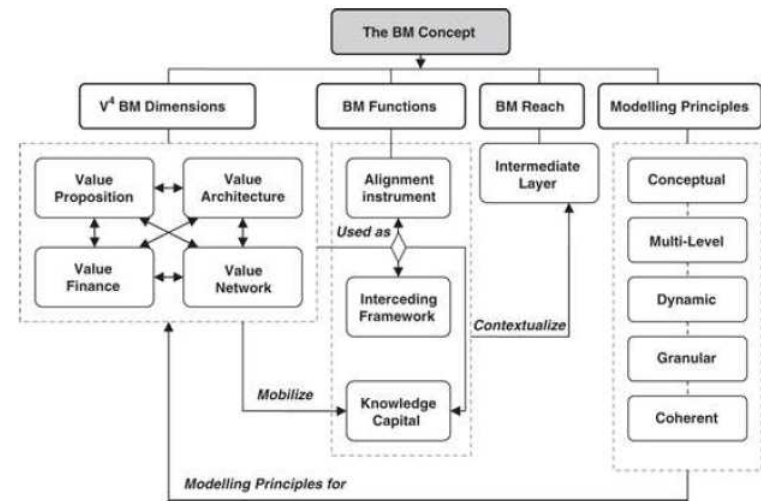 The BM Concept
V⁴ BM Dimensions
BM Functions
BM Reach
Modelling Principles
Value
Proposition
Value
Architecture
Value
Finance
Value
Network
Alignment
instrument
Used as
Interceding
Framework
Knowledge
Capital
Mobilize
Intermediate
Layer
Contextualize
Conceptual
Multi-Level
Dynamic
Granular
Coherent
Modelling Principles for